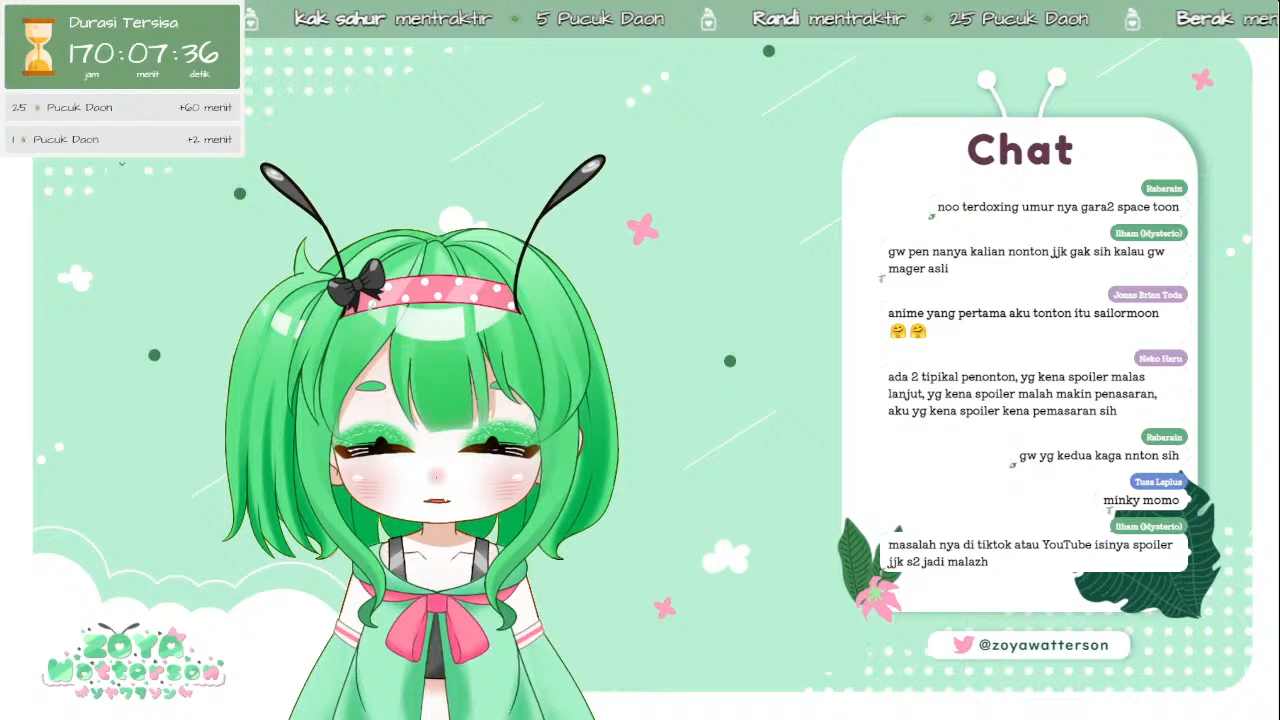 Durasi Tersisa
170:07:36
jam menit detik
25 Pucuk Daon +60 menit
1 Pucuk Daon +2 menit
kak sahur mentraktir 5 Pucuk Daon Randi mentraktir 25 Pucuk Daon Berak men
Chat
Rabarain
noo terdoxing umur nya gara2 space toon
Ilham (Mysterio)
gw pen nanya kalian nonton jjk gak sih kalau gw
mager asli
Jonas Brian Toda
anime yang pertama aku tonton itu sailormoon
🤗🤗
Neko Haru
ada 2 tipikal penonton, yg kena spoiler malas
lanjut, yg kena spoiler malah makin penasaran,
aku yg kena spoiler kena pemasaran sih
Rabarain
gw yg kedua kaga nnton sih
Tuss Laplus
minky momo
Ilham (Mysterio)
masalah nya di tiktok atau YouTube isinya spoiler
jjk s2 jadi malazh
@zoyawatterson
ZOYA
Watterson